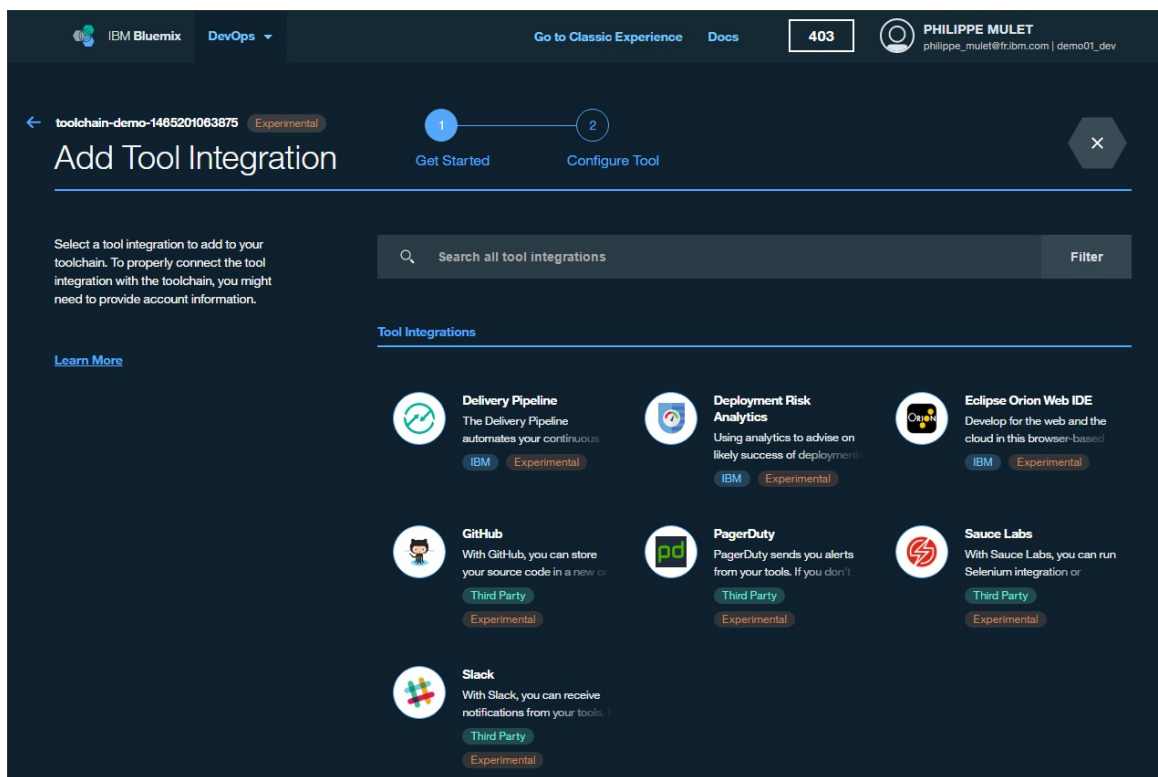 IBM Bluemix DevOps Go to Classic Experience Docs 403 PHILIPPE MULET
philippe_mulet@fr.ibm.com | demo01_dev
toolchain-demo-1465201063875 Experimental
Add Tool Integration
1 2
Get Started Configure Tool
Select a tool integration to add to your
toolchain. To properly connect the tool
integration with the toolchain, you might
need to provide account information.
Learn More
Search all tool integrations Filter
Tool Integrations
Delivery Pipeline
The Delivery Pipeline
automates your continuous
IBM Experimental
Deployment Risk
Analytics
Using analytics to advise on
likely success of deployments
IBM Experimental
ORION
Eclipse Orion Web IDE
Develop for the web and the
cloud in this browser-based
IBM Experimental
GitHub
With GitHub, you can store
your source code in a new or
Third Party
Experimental
pd
PagerDuty
PagerDuty sends you alerts
from your tools. If you don't
Third Party
Experimental
Sauce Labs
With Sauce Labs, you can run
Selenium integration or
Third Party
Experimental
Slack
With Slack, you can receive
notifications from your tools.
Third Party
Experimental